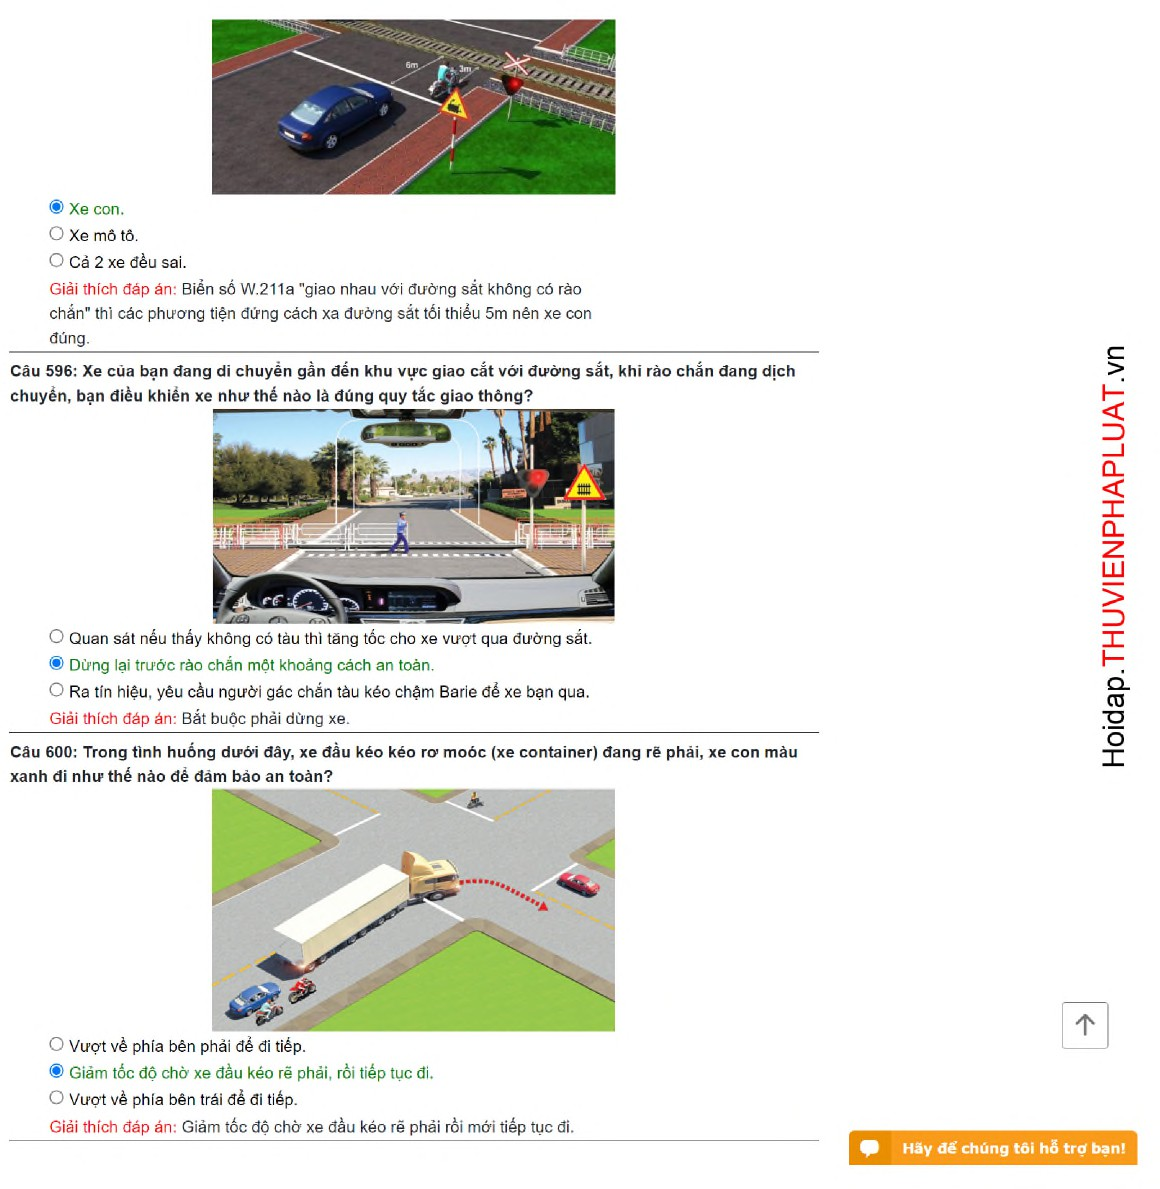 6m
3m
Xe con.
Xe mô tô.
Cả 2 xe đều sai.
Giải thích đáp án: Biển số W.211a "giao nhau với đường sắt không có rào
chắn" thì các phương tiện đứng cách xa đường sắt tối thiểu 5m nên xe con
đúng.
Câu 596: Xe của bạn đang di chuyển gần đến khu vực giao cắt với đường sắt, khi rào chắn đang dịch
chuyển, bạn điều khiển xe như thế nào là đúng quy tắc giao thông?
Quan sát nếu thấy không có tàu thì tăng tốc cho xe vượt qua đường sắt.
Dừng lại trước rào chắn một khoảng cách an toàn.
Ra tín hiệu, yêu cầu người gác chắn tàu kéo chậm Barie để xe bạn qua.
Giải thích đáp án: Bắt buộc phải dừng xe.
Câu 600: Trong tình huống dưới đây, xe đầu kéo kéo rơ moóc (xe container) đang rẽ phải, xe con màu
xanh đi như thế nào để đảm bảo an toàn?
Vượt về phía bên phải để đi tiếp.
Giảm tốc độ chờ xe đầu kéo rẽ phải, rồi tiếp tục đi.
Vượt về phía bên trái để đi tiếp.
Giải thích đáp án: Giảm tốc độ chờ xe đầu kéo rẽ phải rồi mới tiếp tục đi.
Hoidap.THUVIENPHAPLUAT.vn
Hãy để chúng tôi hỗ trợ bạn!